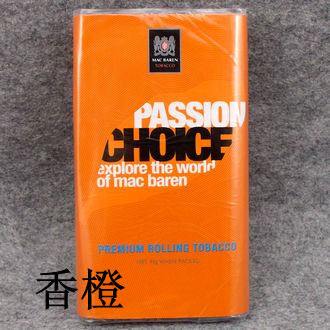 MAC BAREN
TOBACCO
PASSION
CHOICE
explore the world
of mac baren
PREMIUM ROLLING TOBACCO
香橙